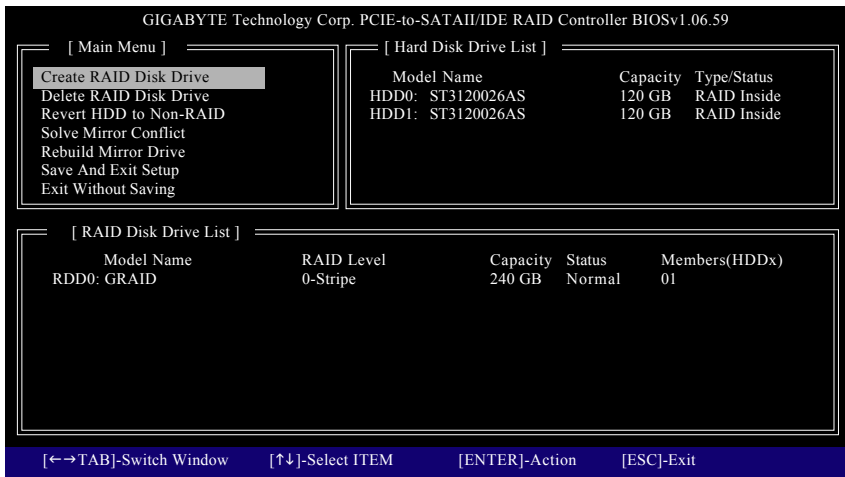 GIGABYTE Technology Corp. PCIE-to-SATAII/IDE RAID Controller BIOSv1.06.59
[ Main Menu ]
Create RAID Disk Drive
Delete RAID Disk Drive
Revert HDD to Non-RAID
Solve Mirror Conflict
Rebuild Mirror Drive
Save And Exit Setup
Exit Without Saving
[ Hard Disk Drive List ]
Model Name Capacity Type/Status
HDD0: ST3120026AS 120 GB RAID Inside
HDD1: ST3120026AS 120 GB RAID Inside
[ RAID Disk Drive List ]
Model Name RAID Level Capacity Status Members(HDDx)
RDD0: GRAID 0-Stripe 240 GB Normal 01
[←→TAB]-Switch Window [↑↓]-Select ITEM [ENTER]-Action [ESC]-Exit